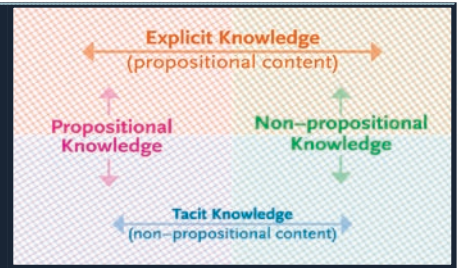 Explicit Knowledge
(propositional content)
Propositional
Knowledge
Non–propositional
Knowledge
Tacit Knowledge
(non–propositional content)